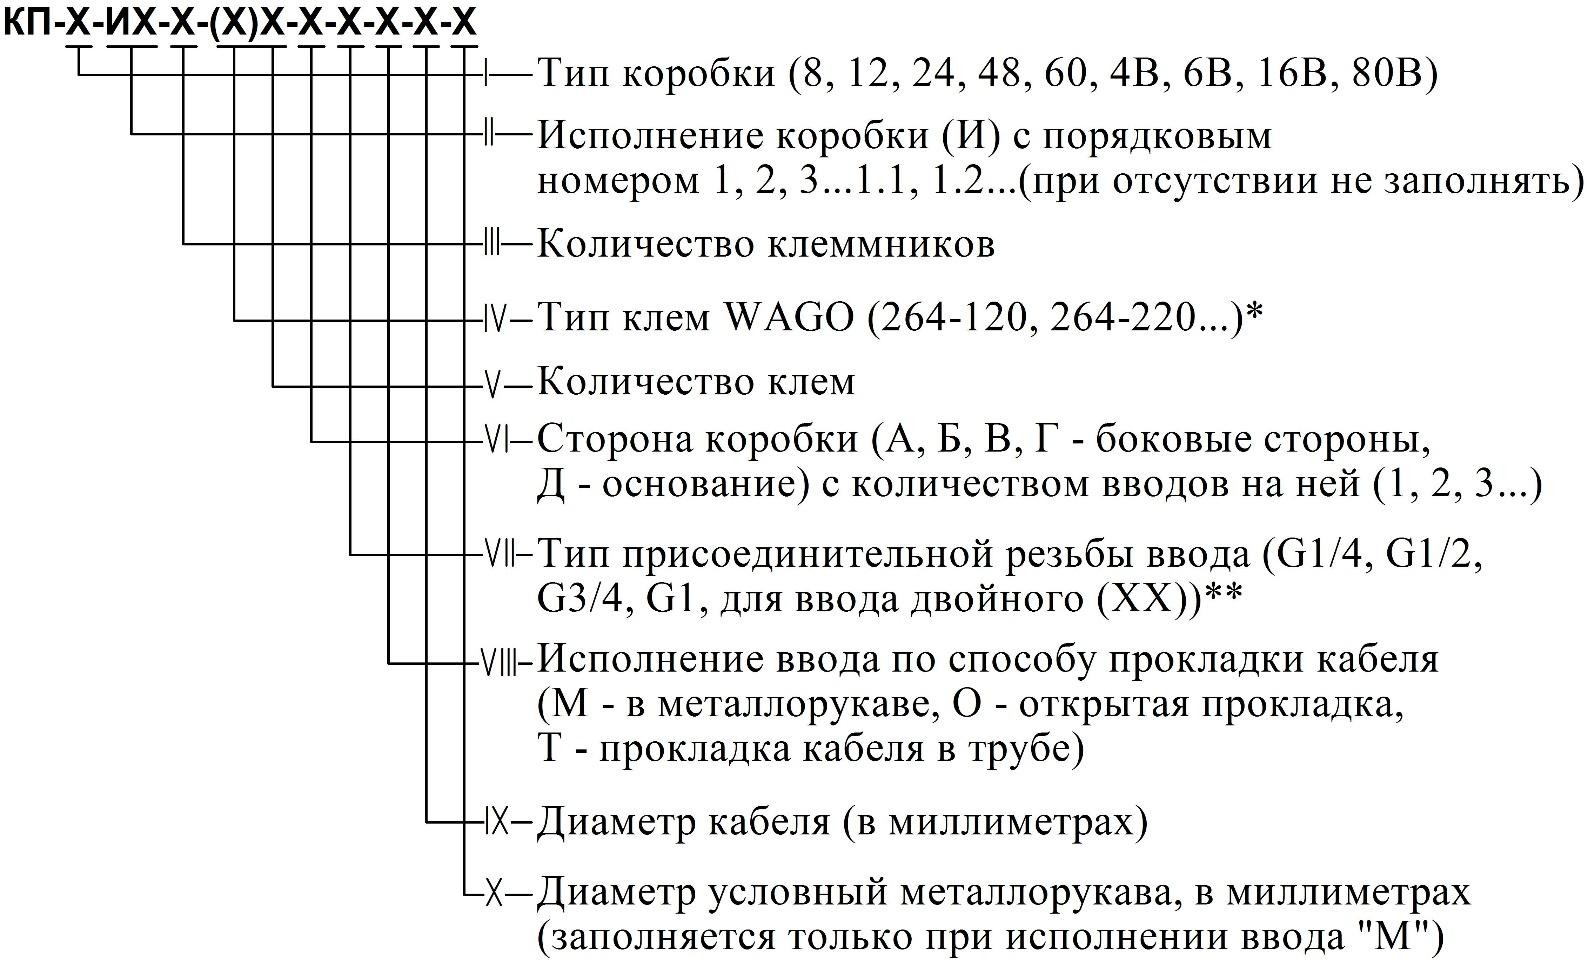 КП-Х-ИХ-Х-(Х)Х-Х-Х-Х-Х-Х
I Тип коробки (8, 12, 24, 48, 60, 4В, 6В, 16В, 80В)
II Исполнение коробки (И) с порядковым
номером 1, 2, 3...1.1, 1.2...(при отсутствии не заполнять)
III Количество клеммников
IV Тип клем WAGO (264-120, 264-220...)*
V Количество клем
VI Сторона коробки (А, Б, В, Г - боковые стороны,
Д - основание) с количеством вводов на ней (1, 2, 3...)
VII Тип присоединительной резьбы ввода (G1/4, G1/2,
G3/4, G1, для ввода двойного (ХХ))**
VIII Исполнение ввода по способу прокладки кабеля
(М - в металлорукаве, О - открытая прокладка,
Т - прокладка кабеля в трубе)
IX Диаметр кабеля (в миллиметрах)
X Диаметр условный металлорукава, в миллиметрах
(заполняется только при исполнении ввода "М")